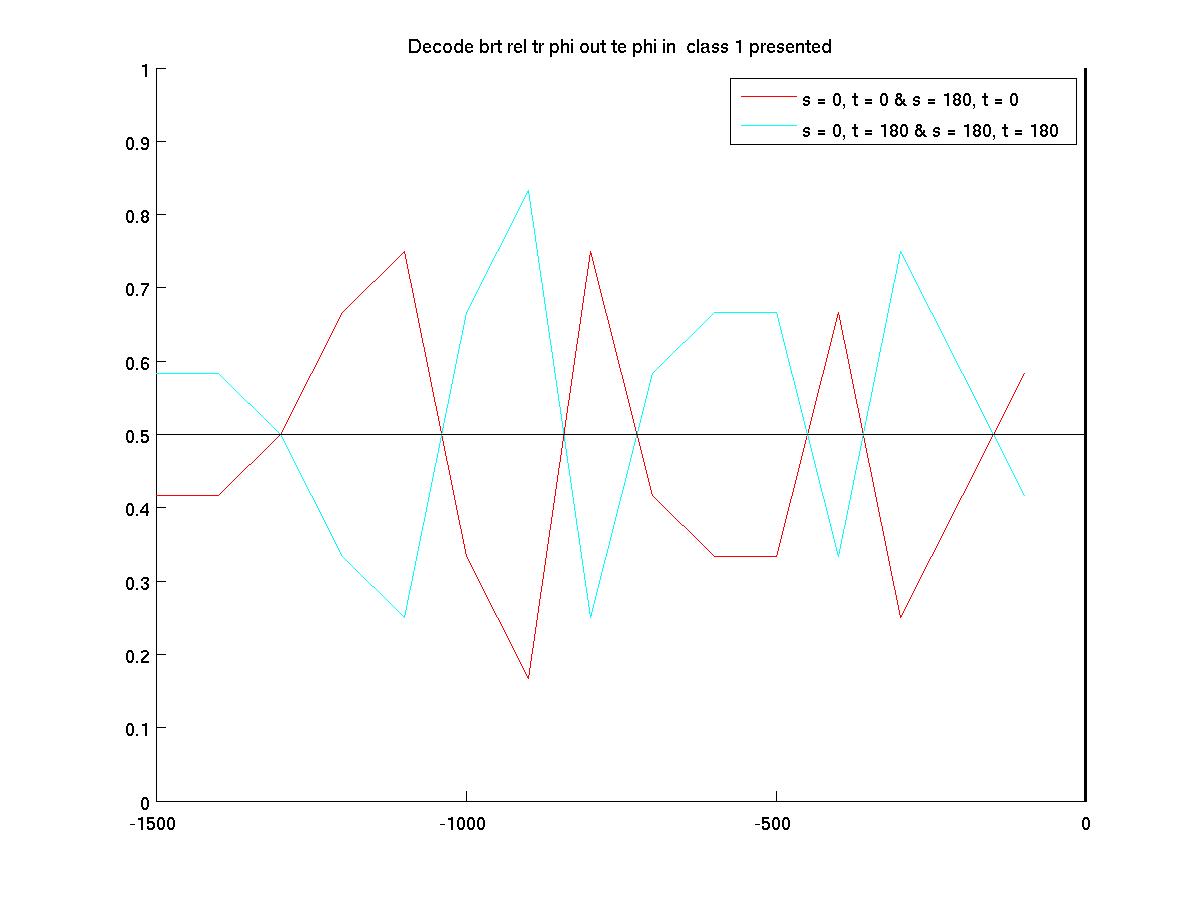 Decode brt rel tr phi out te phi in  class 1 presented
s = 0, t = 0 & s = 180, t = 0
s = 0, t = 180 & s = 180, t = 180
1
0.9
0.8
0.7
0.6
0.5
0.4
0.3
0.2
0.1
0
-1500 -1000 -500 0